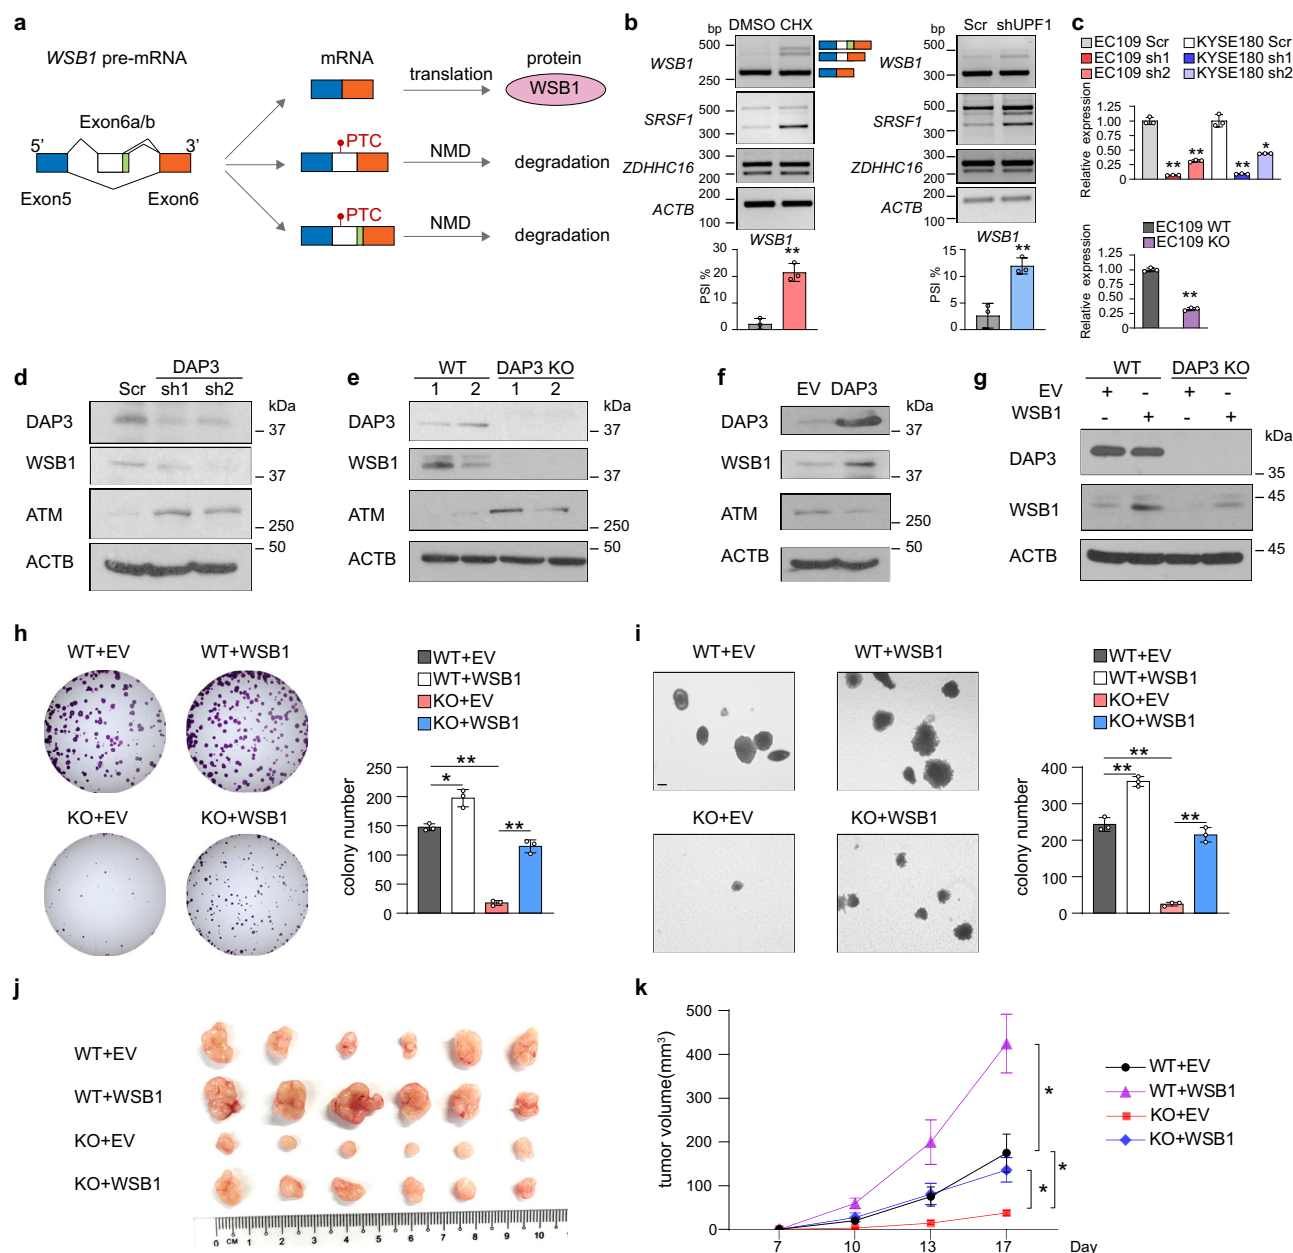 a
WSB1 pre-mRNA
mRNA
protein
translation
WSB1
Exon6a/b
5’
3’
PTC
NMD
degradation
Exon5
Exon6
PTC
NMD
degradation
b
bp
DMSO CHX
500
WSB1
250
SRSF1
500
300
ZDHHC16
300
200
ACTB
200
100
WSB1
**
PSI %
30
20
10
0
bp
Scr shUPF1
500
WSB1
300
SRSF1
500
300
ZDHHC16
300
200
ACTB
200
100
WSB1
**
PSI %
15
10
5
0
c
EC109 Scr
KYSE180 Scr
EC109 sh1
KYSE180 sh1
EC109 sh2
KYSE180 sh2
Relative expression
1.25
1.00
0.75
0.50
0.25
0
** ** ** *
EC109 WT
EC109 KO
Relative expression
1.25
1.00
0.75
0.50
0.25
0
**
d
DAP3
Scr sh1 sh2
kDa
DAP3
37
WSB1
37
ATM
250
50
ACTB
e
WT DAP3 KO
1 2 1 2
kDa
DAP3
37
WSB1
37
ATM
250
50
ACTB
f
EV DAP3
kDa
DAP3
37
WSB1
37
ATM
250
50
ACTB
g
WT DAP3 KO
EV + - + -
WSB1 - + - +
kDa
DAP3
35
45
WSB1
45
ACTB
h
WT+EV WT+WSB1
KO+EV KO+WSB1
WT+EV
WT+WSB1
KO+EV
KO+WSB1
colony number
250
200
150
100
50
0
**
*
**
i
WT+EV WT+WSB1
KO+EV KO+WSB1
WT+EV
WT+WSB1
KO+EV
KO+WSB1
colony number
400
300
200
100
0
**
**
**
j
WT+EV
WT+WSB1
KO+EV
KO+WSB1
0 CM 1 2 3 4 5 6 7 8 9 10
k
tumor volume(mm³)
500
400
300
200
100
0
7 10 13 17 Day
*
*
*
WT+EV
WT+WSB1
KO+EV
KO+WSB1